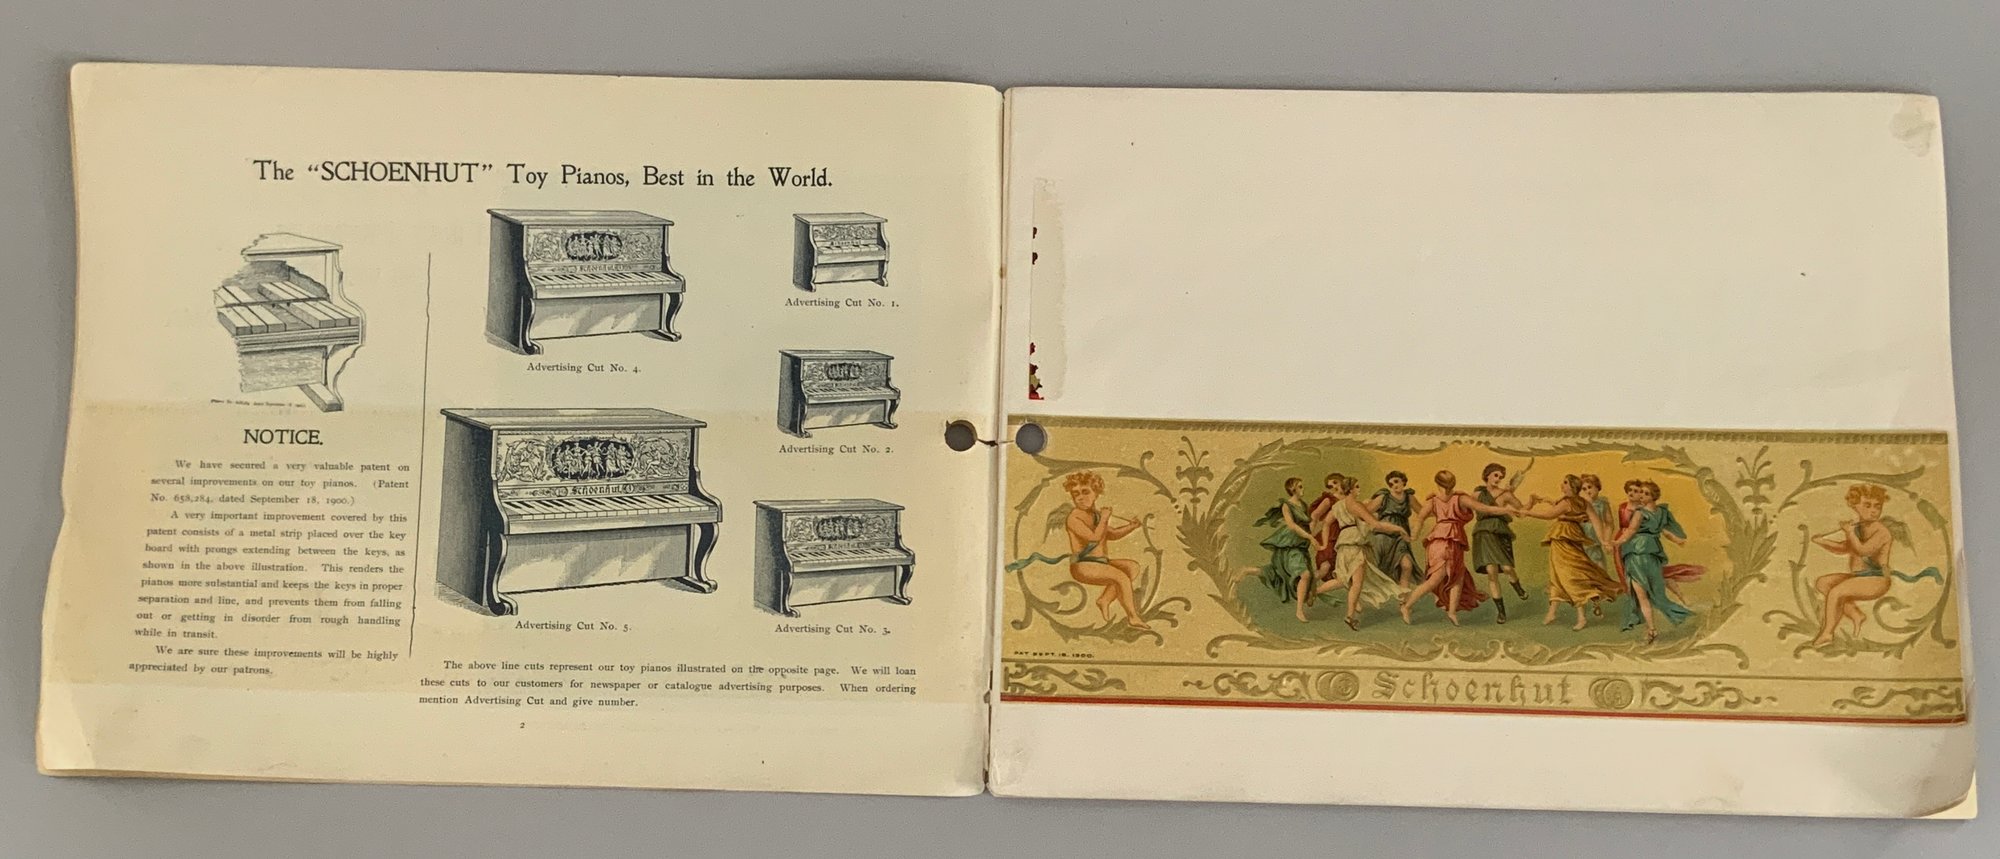 The “SCHOENHUT” Toy Pianos, Best in the World.
NOTICE.
We have secured a very valuable patent on
several improvements on our toy pianos. (Patent
No. 658,284, dated September 18, 1900.)
A very important improvement covered by this
patent consists of a metal strip placed over the key
board with prongs extending between the keys, as
shown in the above illustration. This renders the
pianos more substantial and keeps the keys in proper
separation and line, and prevents them from falling
out or getting in disorder from rough handling
while in transit.
We are sure these improvements will be highly
appreciated by our patrons.
Schoenhut
Advertising Cut No. 4.
Schoenhut
Advertising Cut No. 5.
Advertising Cut No. 1.
Advertising Cut No. 2.
Advertising Cut No. 3.
The above line cuts represent our toy pianos illustrated on the opposite page. We will loan
these cuts to our customers for newspaper or catalogue advertising purposes. When ordering
mention Advertising Cut and give number.
2
PAT SEPT. 18, 1900.
Schoenhut